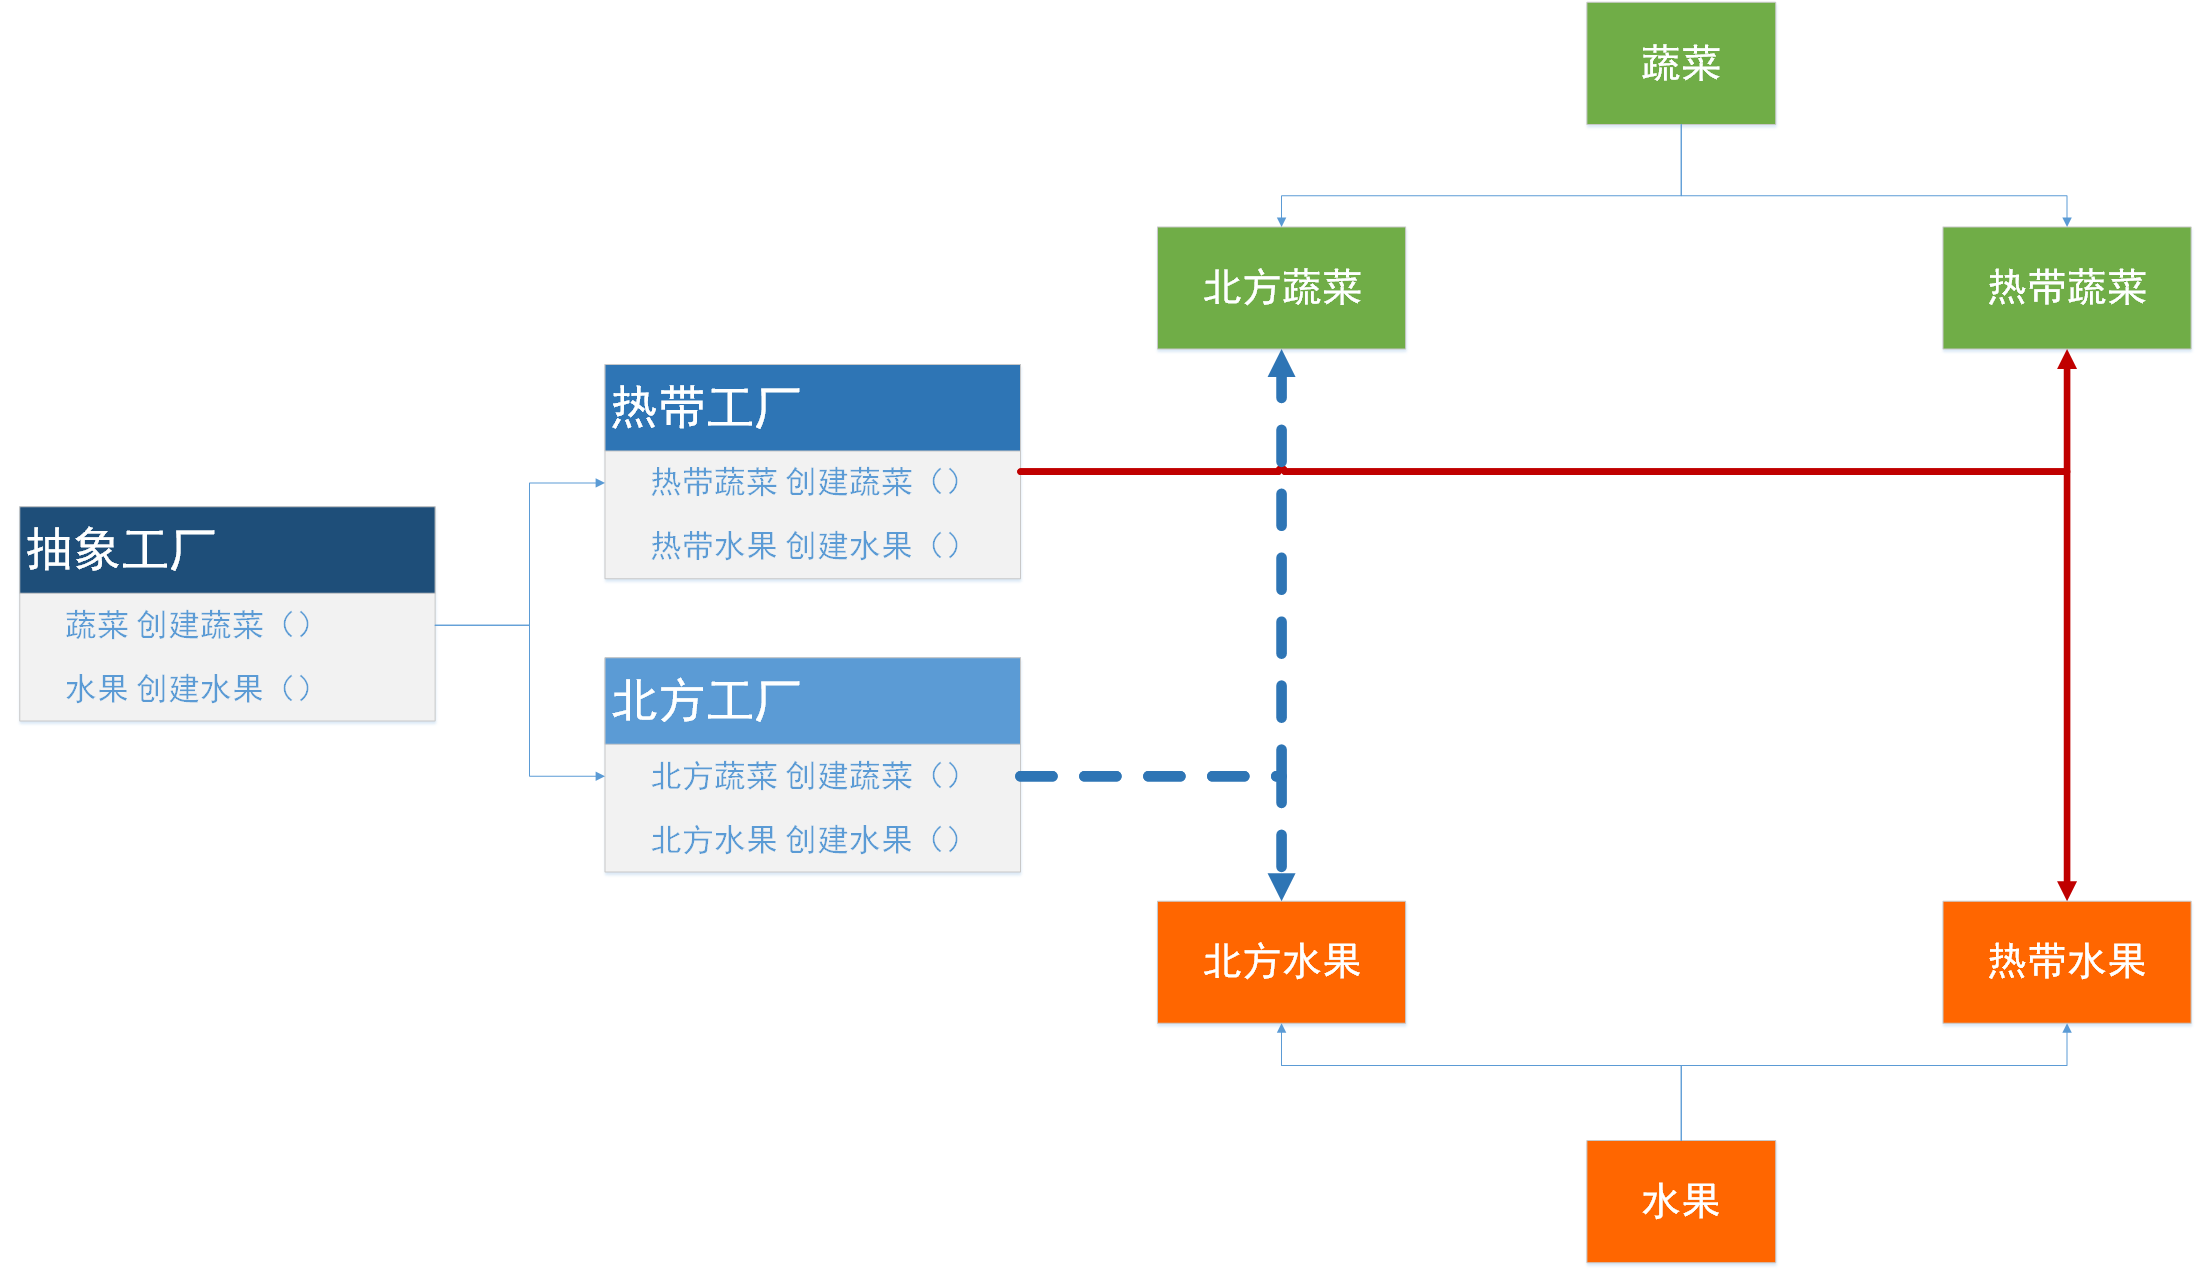 蔬菜
北方蔬菜
热带蔬菜
热带工厂
热带蔬菜 创建蔬菜（）
热带水果 创建水果（）
抽象工厂
蔬菜 创建蔬菜（）
水果 创建水果（）
北方工厂
北方蔬菜 创建蔬菜（）
北方水果 创建水果（）
北方水果
热带水果
水果